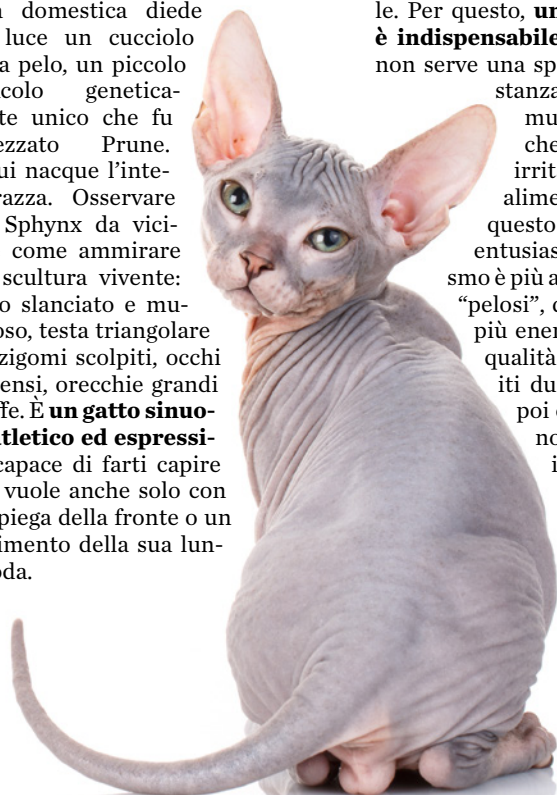 a domestica diede
luce un cucciolo
a pelo, un piccolo
colo genetica-
te unico che fu
ezzato Prune.
ui nacque l’inte-
razza. Osservare
Sphynx da vici-
come ammirare
scultura vivente:
o slanciato e mu-
oso, testa triangolare
zigomi scolpiti, occhi
ensi, orecchie grandi
ffe. È un gatto sinuo-
tletico ed espressi-
capace di farti capire
vuole anche solo con
piega della fronte o un
imento della sua lun-
oda.
le. Per questo, un
è indispensabile
non serve una sp
stanza
mu
che
irrit
alime
questo
entusias
smo è più a
“pelosi”, c
più ener
qualità
iti du
poi
no
i